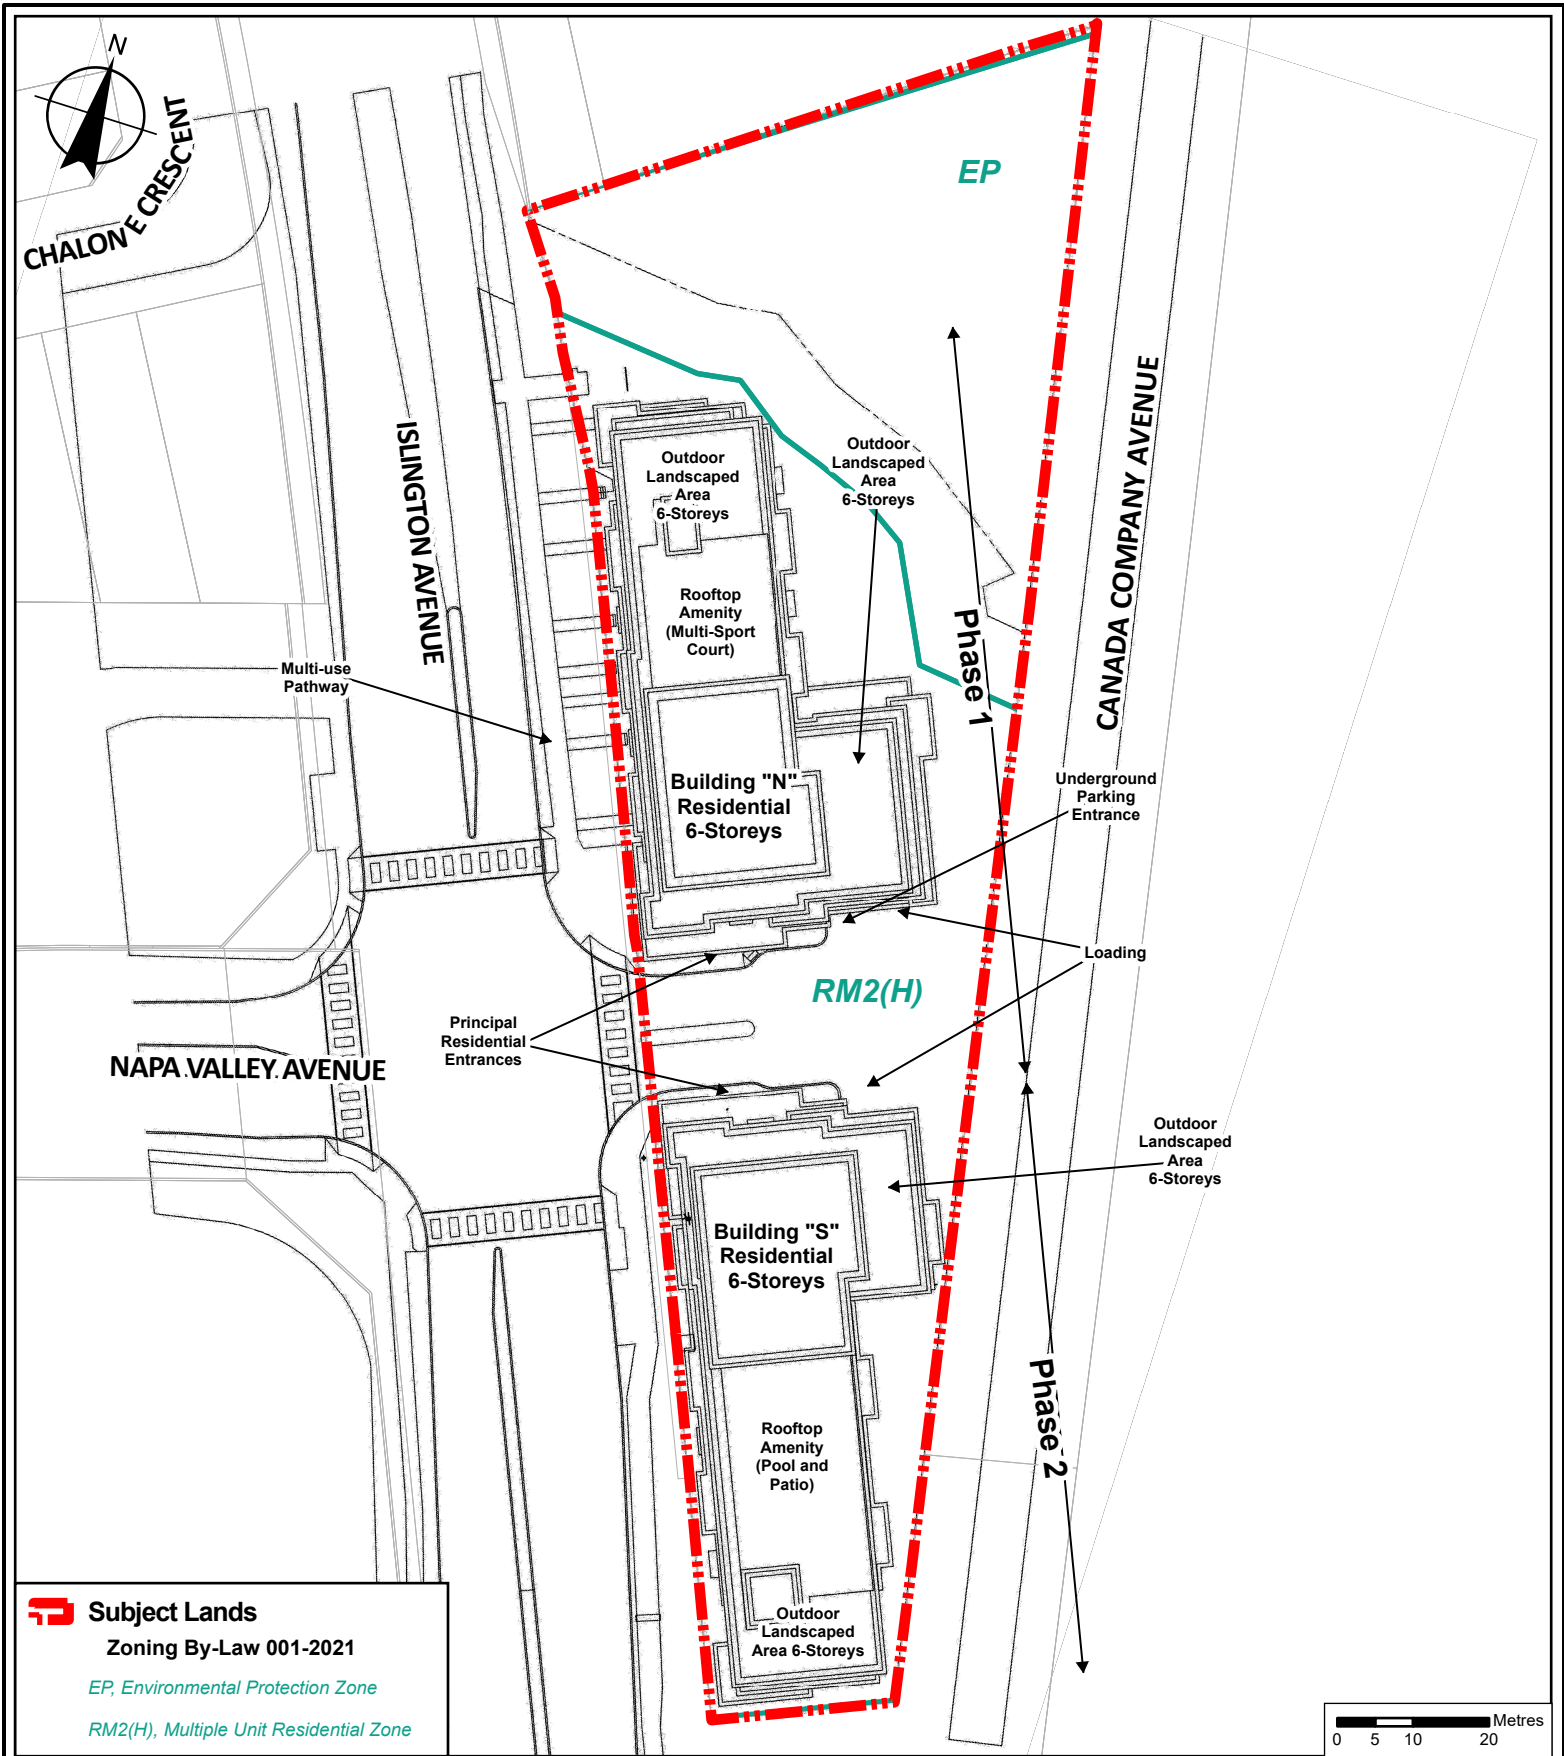 N
CHALONE CRESCENT
EP
ISLINGTON AVENUE
CANADA COMPANY AVENUE
Outdoor
Landscaped
Area
6-Storeys
Outdoor
Landscaped
Area
6-Storeys
Rooftop
Amenity
(Multi-Sport
Court)
Phase 1
Multi-use
Pathway
Building "N"
Residential
6-Storeys
Underground
Parking
Entrance
Loading
RM2(H)
Principal
Residential
Entrances
NAPA VALLEY AVENUE
Outdoor
Landscaped
Area
6-Storeys
Building "S"
Residential
6-Storeys
Phase 2
Rooftop
Amenity
(Pool and
Patio)
Outdoor
Landscaped
Area 6-Storeys
Subject Lands
Zoning By-Law 001-2021
EP, Environmental Protection Zone
RM2(H), Multiple Unit Residential Zone
Metres
0 5 10 20